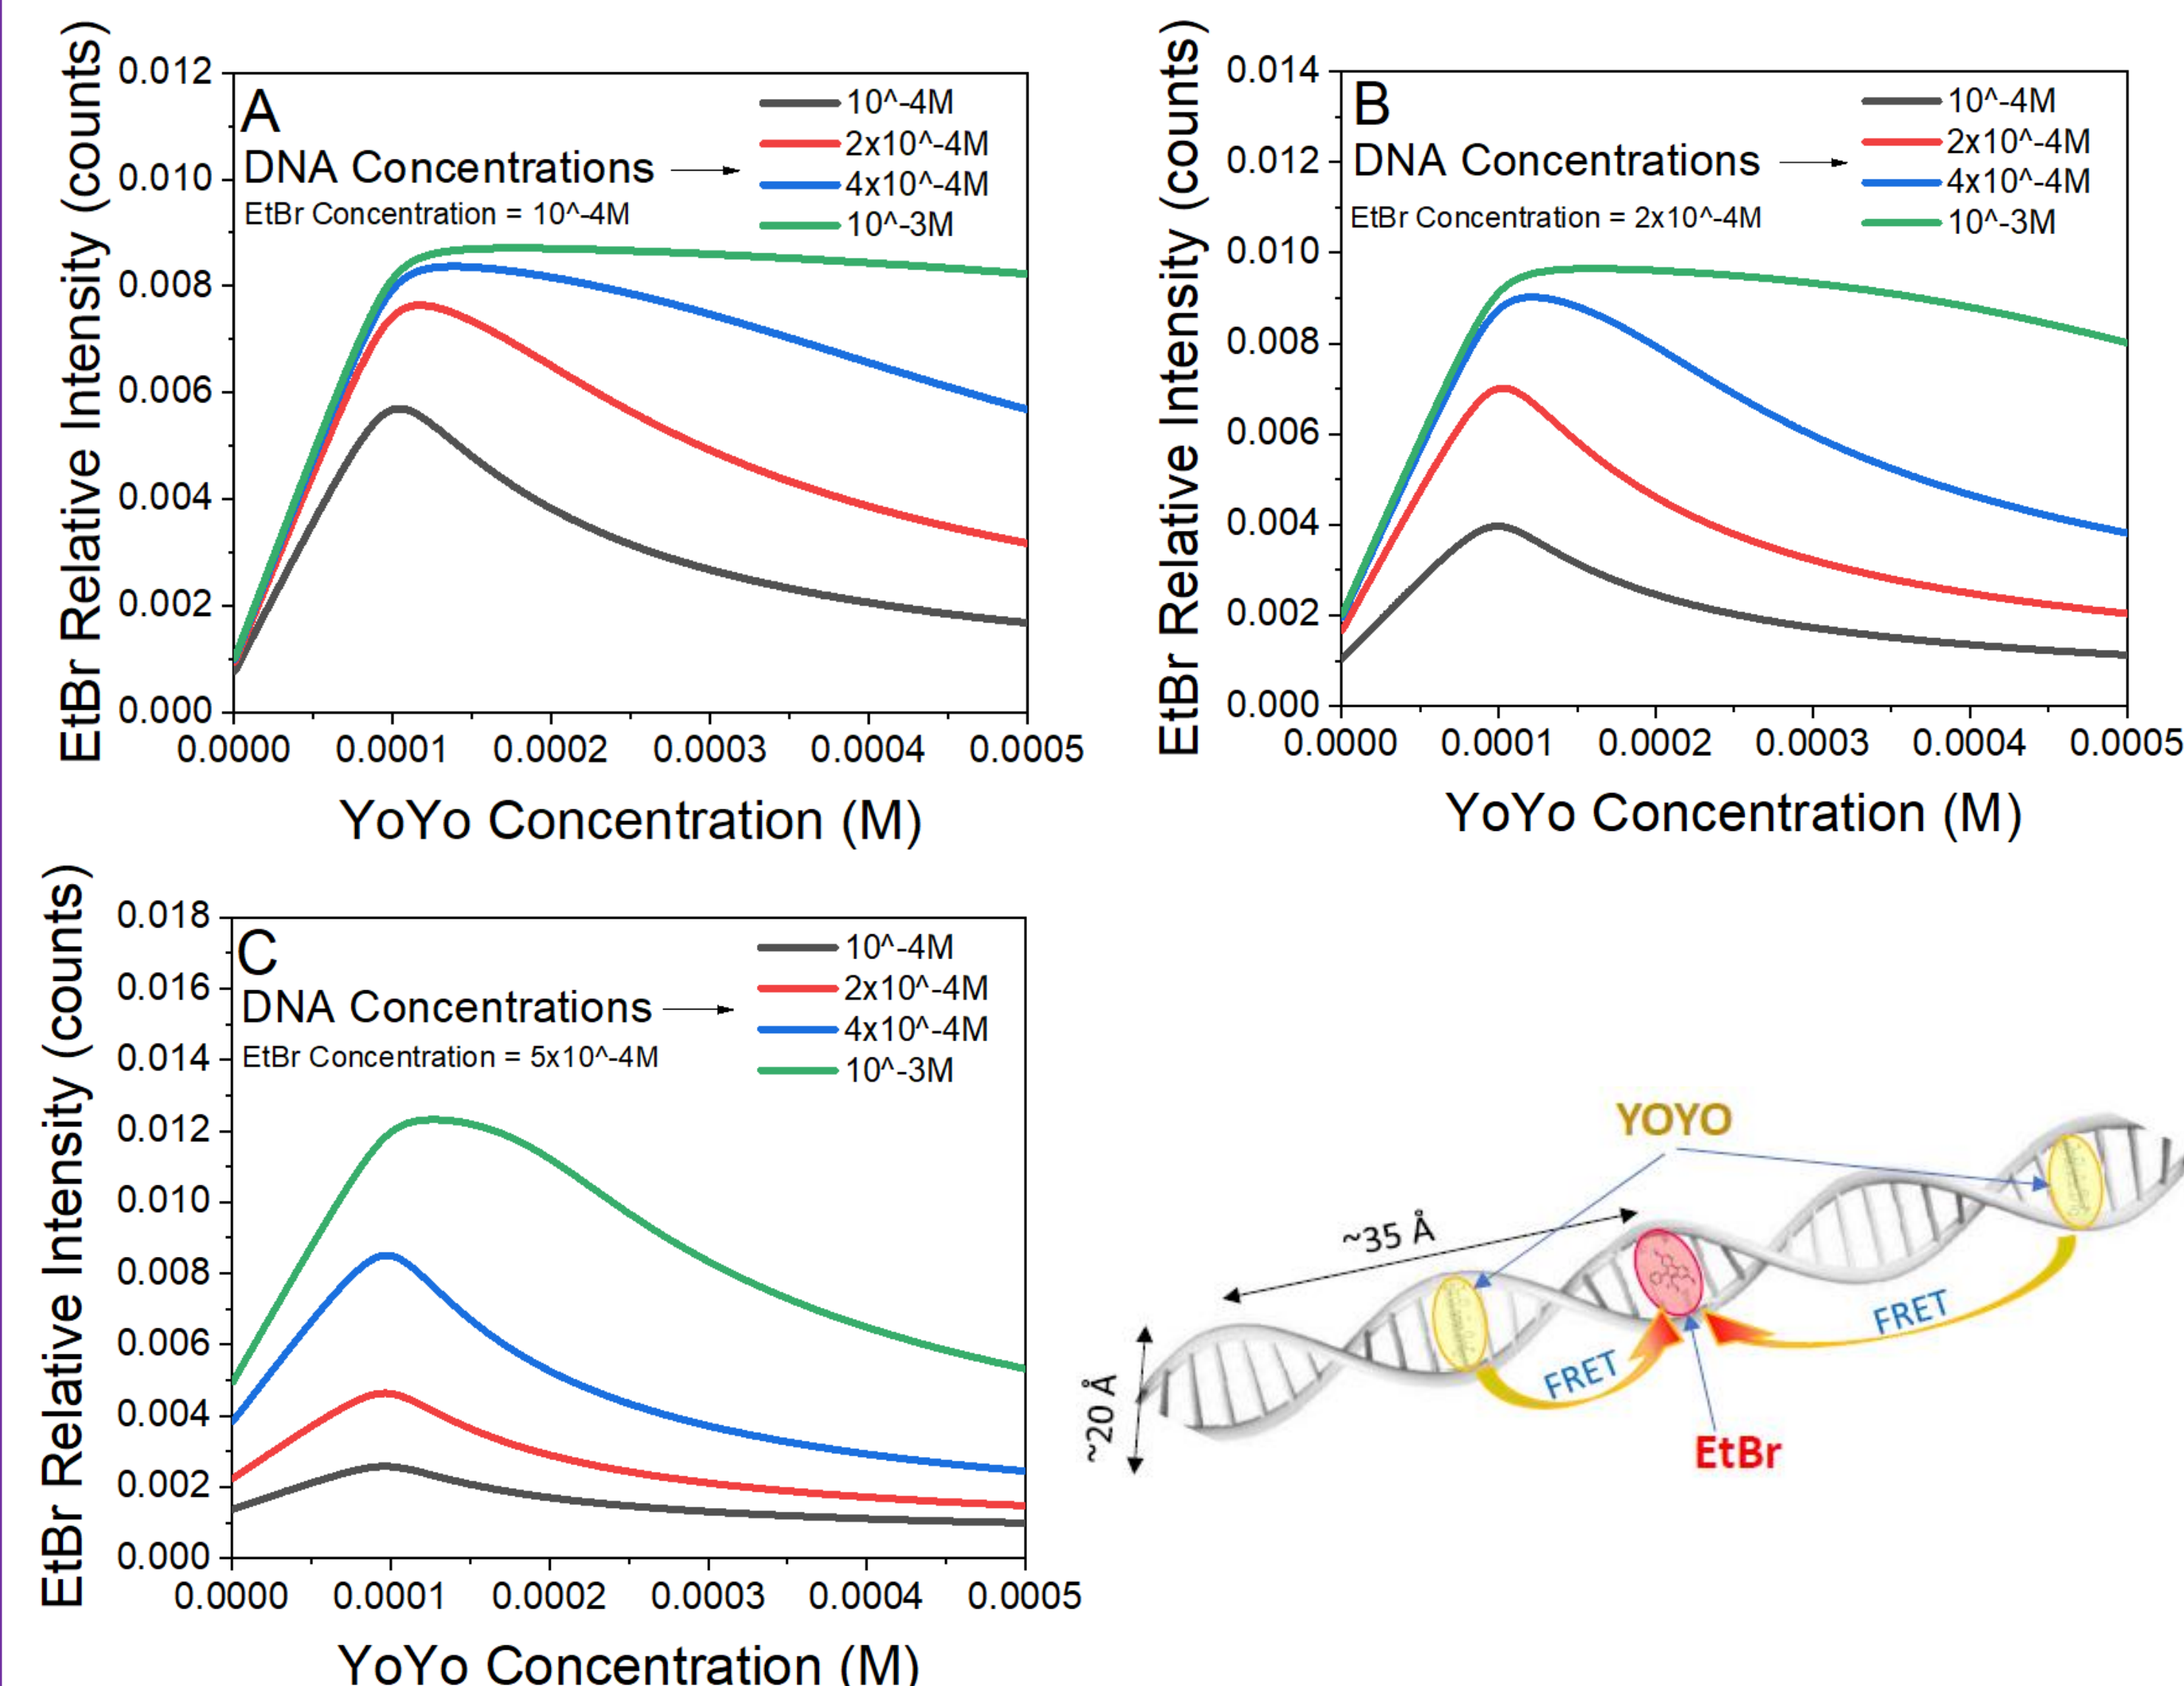 EtBr Relative Intensity (counts)
0.012
0.010
0.008
0.006
0.004
0.002
0.000
A
DNA Concentrations
EtBr Concentration = 10^-4M
10^-4M
2x10^-4M
4x10^-4M
10^-3M
0.0000 0.0001 0.0002 0.0003 0.0004 0.0005
YoYo Concentration (M)
EtBr Relative Intensity (counts)
0.014
0.012
0.010
0.008
0.006
0.004
0.002
0.000
B
DNA Concentrations
EtBr Concentration = 2x10^-4M
10^-4M
2x10^-4M
4x10^-4M
10^-3M
0.0000 0.0001 0.0002 0.0003 0.0004 0.0005
YoYo Concentration (M)
EtBr Relative Intensity (counts)
0.018
0.016
0.014
0.012
0.010
0.008
0.006
0.004
0.002
0.000
C
DNA Concentrations
EtBr Concentration = 5x10^-4M
10^-4M
2x10^-4M
4x10^-4M
10^-3M
0.0000 0.0001 0.0002 0.0003 0.0004 0.0005
YoYo Concentration (M)
YOYO
~35 Å
~20 Å
FRET
FRET
EtBr